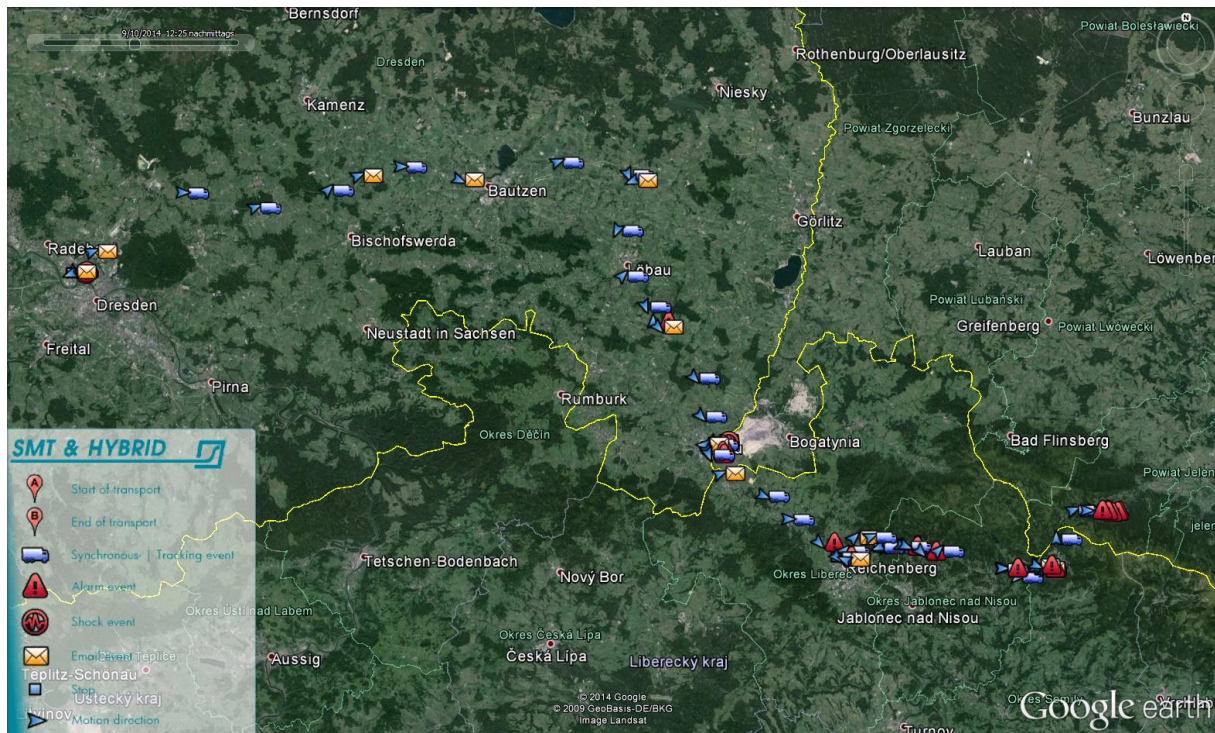 Bernsdorf
9/10/2014 12:25 nachmittags
Powiat Bolesławiecki
N
Rothenburg/Oberlausitz
Dresden
Niesky
Kamenz
Bunzlau
Powiat Zgorzelecki
Bautzen
Görlitz
Bischofswerda
Lauban
Löwenber
Löbau
Dresden
Powiat Lubański
Greifenberg
Powiat Lwówecki
Neustadt in Sachsen
Freital
Pirna
Rumburk
Okres Děčín
Bogatynia
Bad Flinsberg
SMT & HYBRID
Powiat Jelen
A
Start of transport
B
End of transport
jeler
Synchronous- | Tracking event
Tetschen-Bodenbach
Nový Bor
Okres Liberec
Reichenberg
Alarm event
Okres Jablonec nad Nisou
Okres Ústí nad Labem
Jablonec nad Nisou
Shock event
Okres Česká Lípa
Česká Lípa
Liberecký kraj
Email event
Aussig
Teplitz-Schönau
Stop
Ústecký kraj
Motion direction
© 2014 Google
© 2009 GeoBasis-DE/BKG
Image Landsat
Google earth
Okres Semily
Turnov